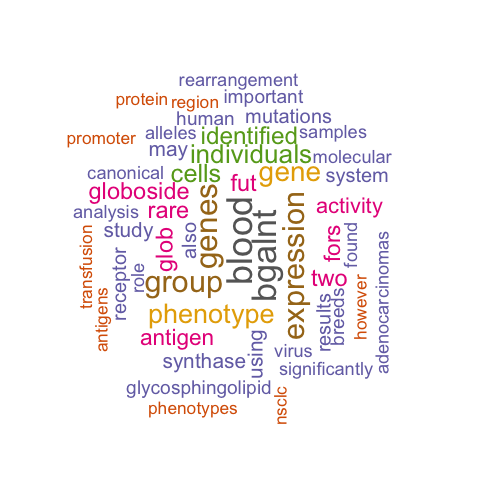 rearrangement
protein region important
human mutations
promoter alleles identified samples
may individuals molecular
canonical cells fut gene system
globoside
analysis rare genes blood bgalnt expression activity
study glob also fors found
transfusion receptor role group two
antigens phenotype results breeds however adenocarcinomas
antigen using virus
synthase significantly
glycosphingolipid
phenotypes nsclc